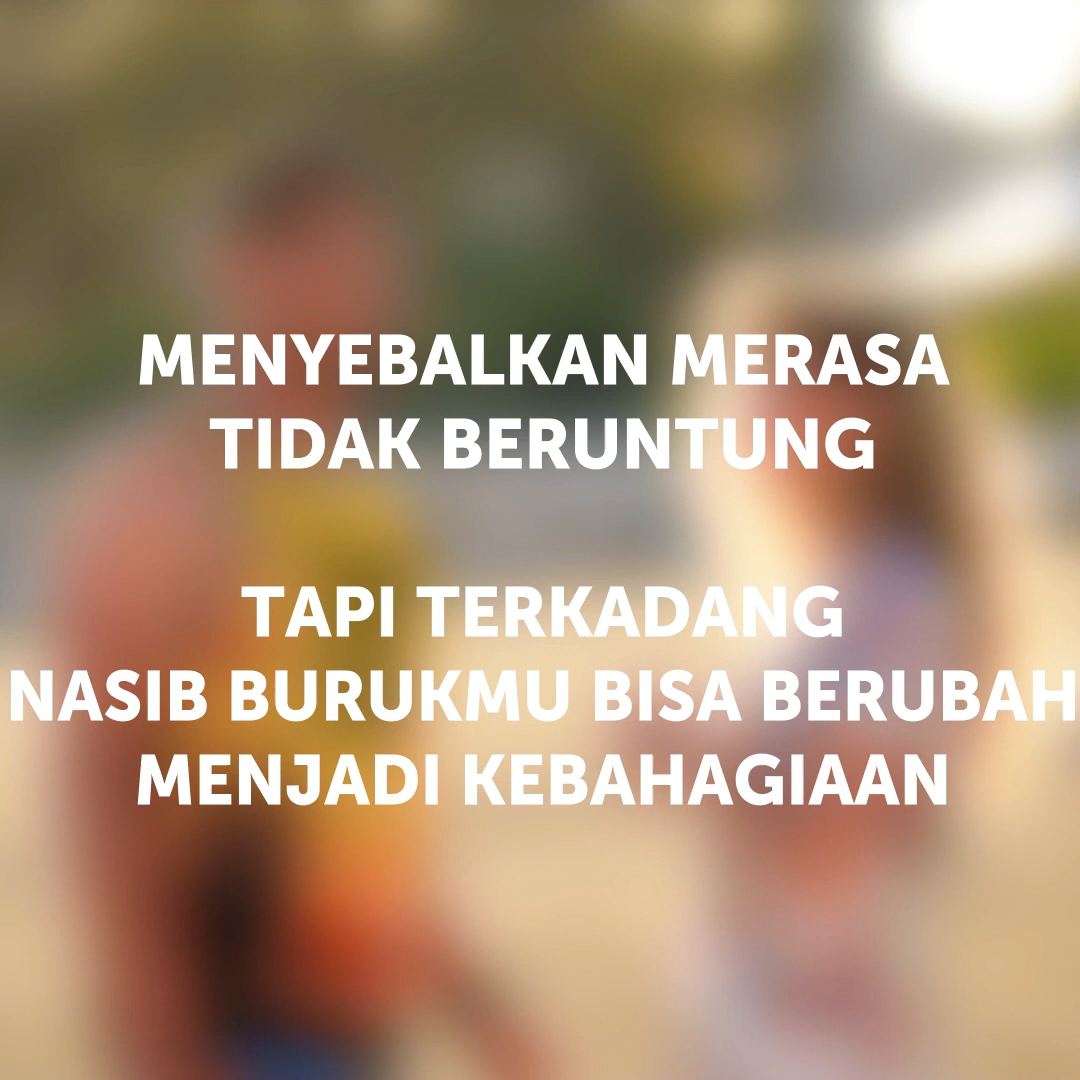 MENYEBALKAN MERASA
TIDAK BERUNTUNG
TAPI TERKADANG
NASIB BURUKMU BISA BERUBAH
MENJADI KEBAHAGIAAN